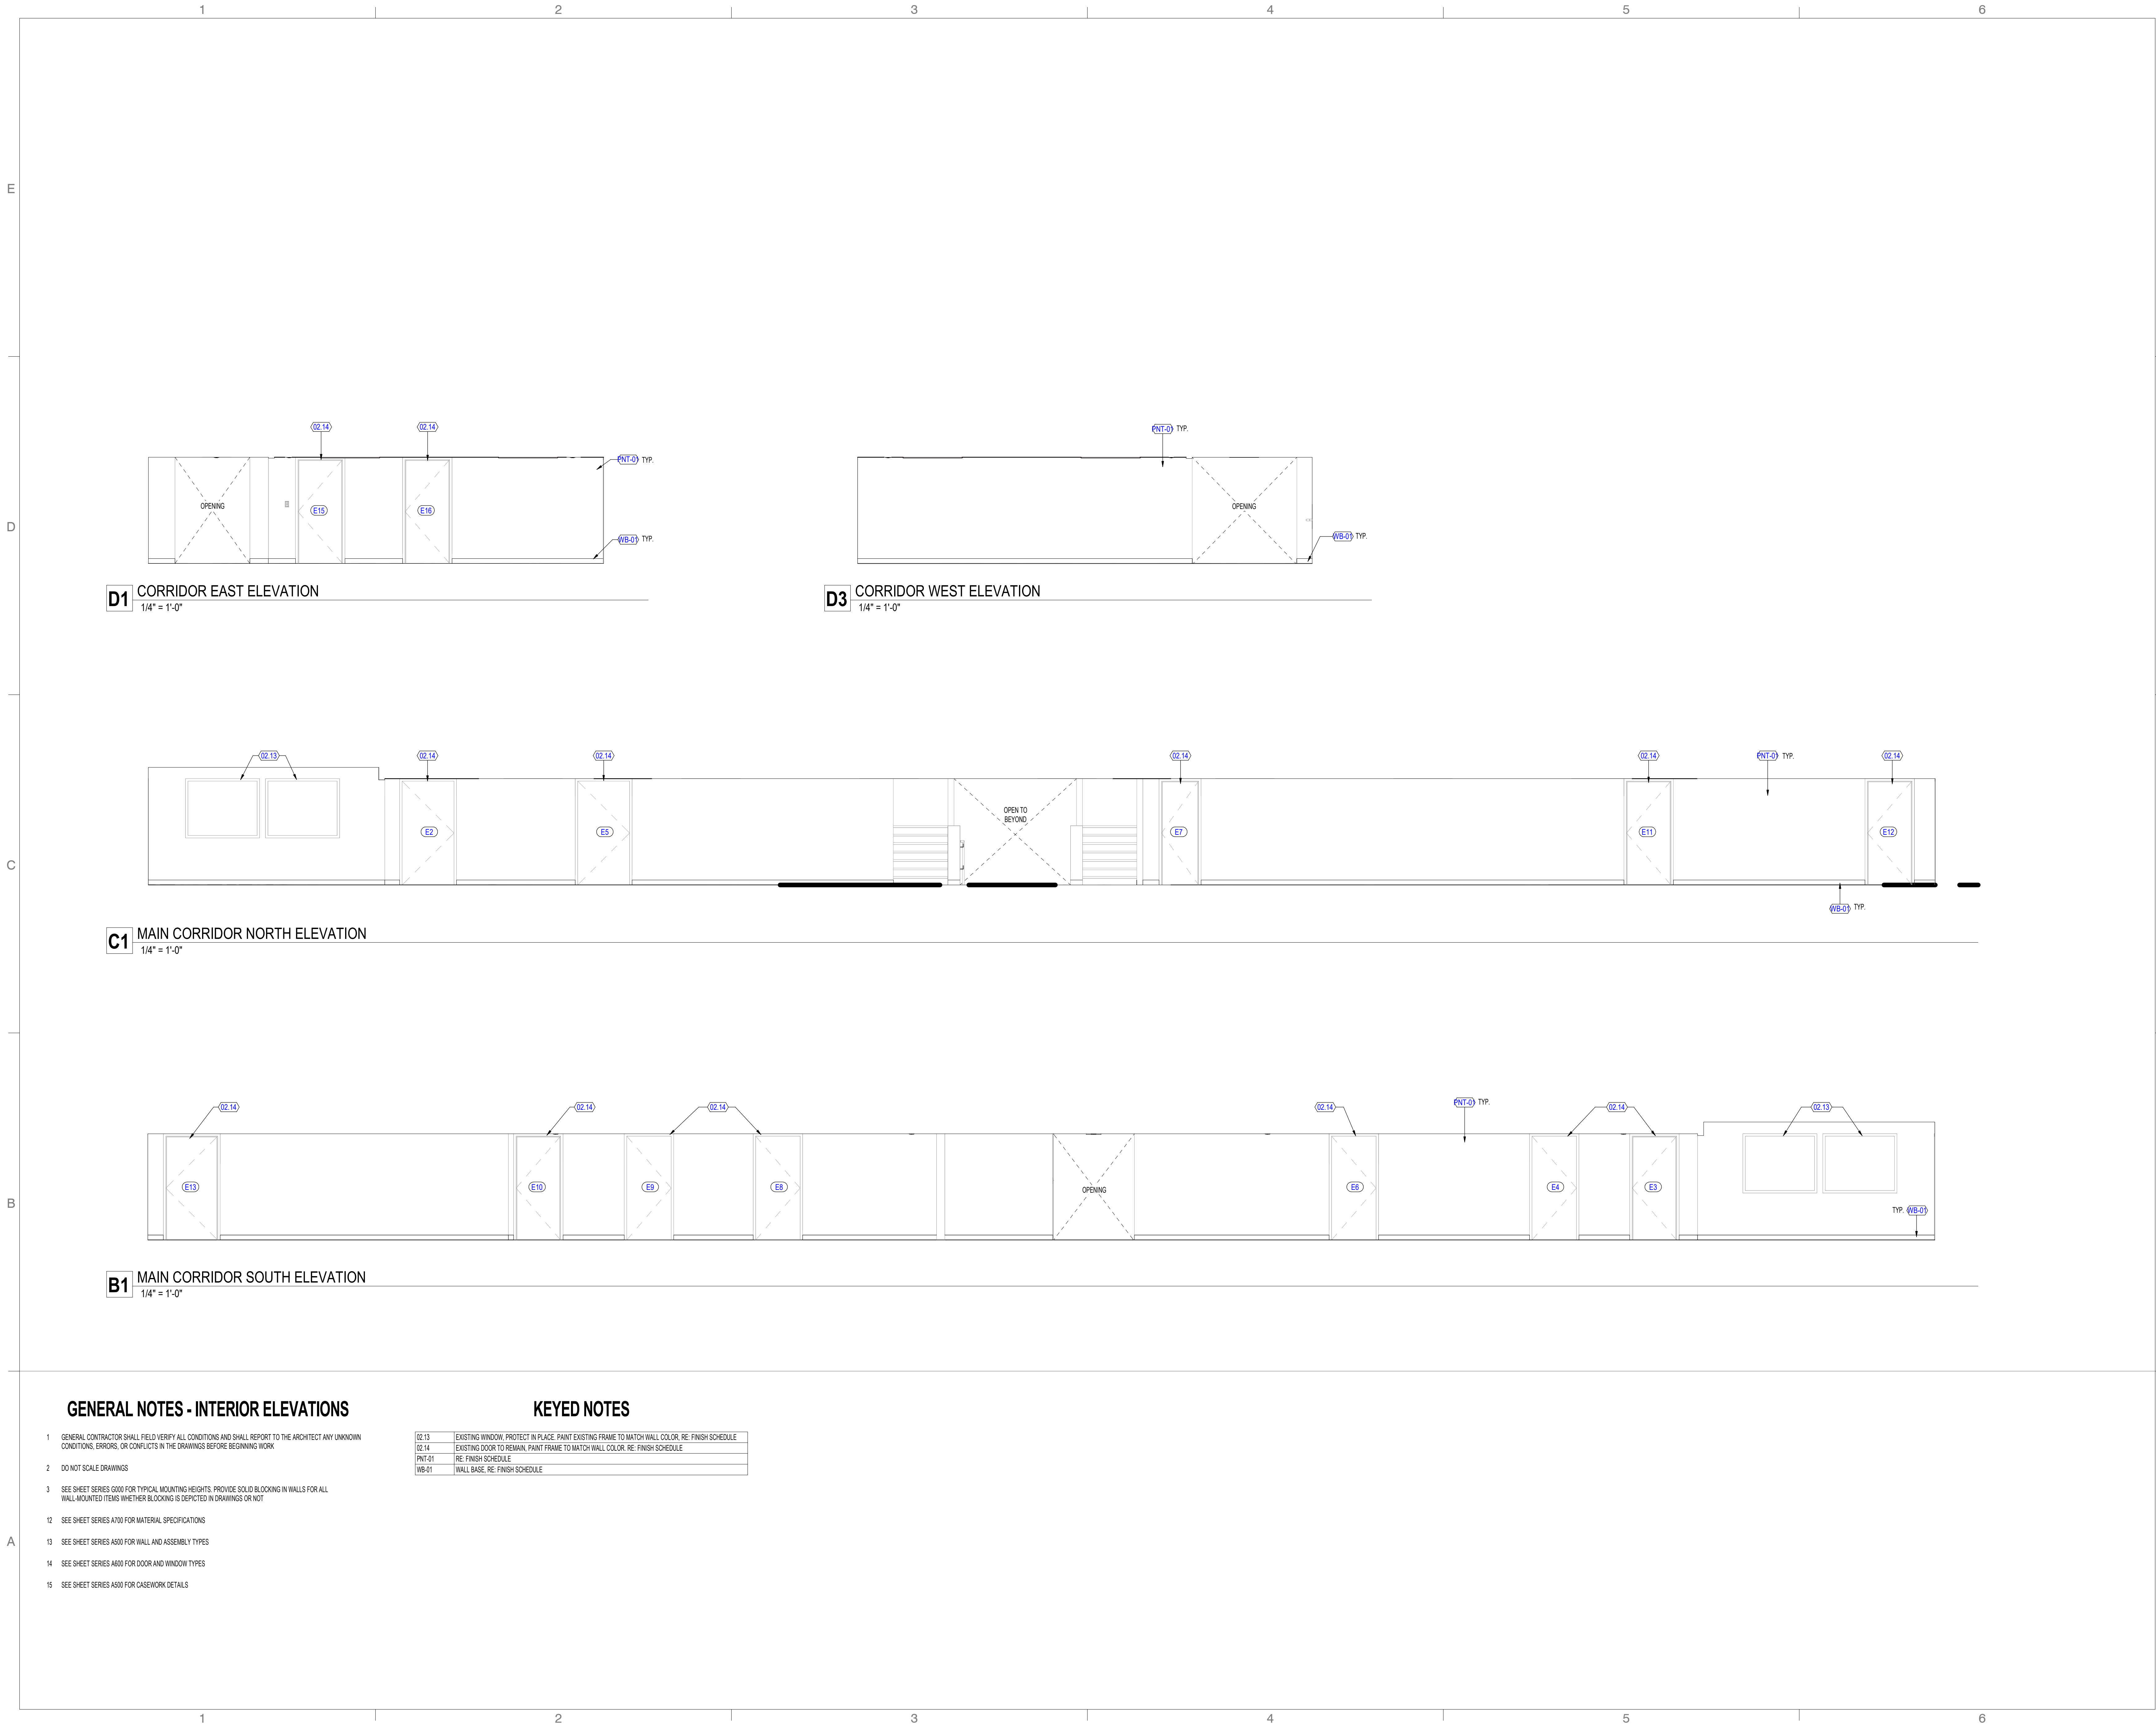 1 2 3 4 5 6
E
02.14 02.14
PNT-01 TYP.
OPENING
E15 E16
WB-01 TYP.
D1 CORRIDOR EAST ELEVATION
1/4" = 1'-0"
PNT-01 TYP.
OPENING
WB-01 TYP.
D3 CORRIDOR WEST ELEVATION
1/4" = 1'-0"
D
02.13 02.14 02.14 02.14 02.14 PNT-01 TYP. 02.14
OPEN TO
BEYOND
E2 E5 E7 E11 E12
WB-01 TYP.
C
C1 MAIN CORRIDOR NORTH ELEVATION
1/4" = 1'-0"
02.14 02.14 02.14 02.14 PNT-01 TYP. 02.14 02.13
E13 E10 E9 E8 OPENING E6 E4 E3
TYP. WB-01
B
B1 MAIN CORRIDOR SOUTH ELEVATION
1/4" = 1'-0"
GENERAL NOTES - INTERIOR ELEVATIONS
1 GENERAL CONTRACTOR SHALL FIELD VERIFY ALL CONDITIONS AND SHALL REPORT TO THE ARCHITECT ANY UNKNOWN
CONDITIONS, ERRORS, OR CONFLICTS IN THE DRAWINGS BEFORE BEGINNING WORK
2 DO NOT SCALE DRAWINGS
3 SEE SHEET SERIES G000 FOR TYPICAL MOUNTING HEIGHTS. PROVIDE SOLID BLOCKING IN WALLS FOR ALL
WALL-MOUNTED ITEMS WHETHER BLOCKING IS DEPICTED IN DRAWINGS OR NOT
12 SEE SHEET SERIES A700 FOR MATERIAL SPECIFICATIONS
13 SEE SHEET SERIES A500 FOR WALL AND ASSEMBLY TYPES
14 SEE SHEET SERIES A600 FOR DOOR AND WINDOW TYPES
15 SEE SHEET SERIES A500 FOR CASEWORK DETAILS
KEYED NOTES
02.13 EXISTING WINDOW, PROTECT IN PLACE. PAINT EXISTING FRAME TO MATCH WALL COLOR, RE: FINISH SCHEDULE
02.14 EXISTING DOOR TO REMAIN, PAINT FRAME TO MATCH WALL COLOR. RE: FINISH SCHEDULE
PNT-01 RE: FINISH SCHEDULE
WB-01 WALL BASE, RE: FINISH SCHEDULE
A
1 2 3 4 5 6